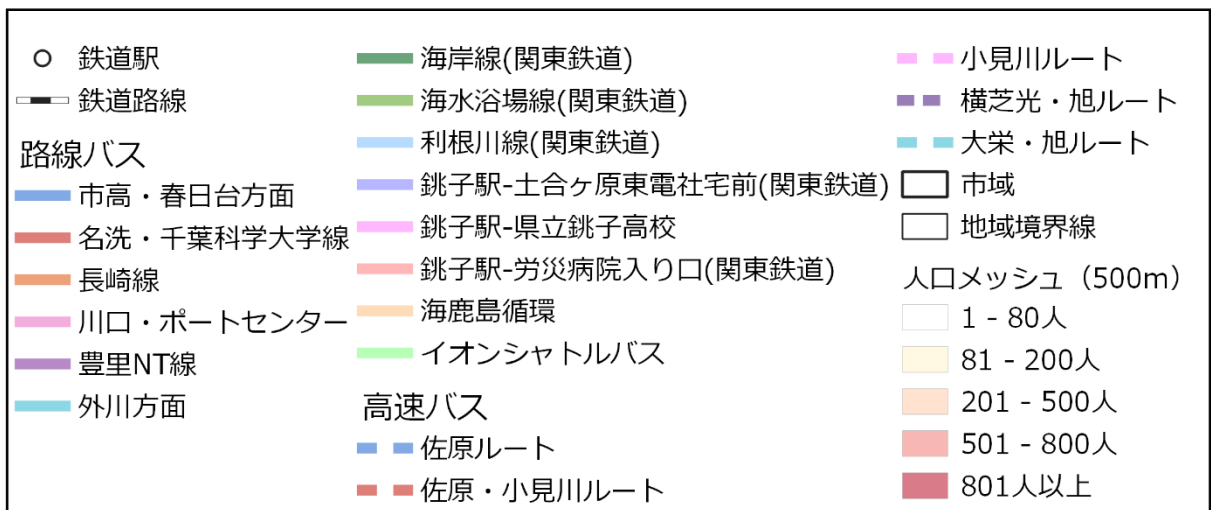 鉄道駅
鉄道路線
路線バス
市高・春日台方面
名洗・千葉科学大学線
長崎線
川口・ポートセンター
豊里NT線
外川方面
海岸線(関東鉄道)
海水浴場線(関東鉄道)
利根川線(関東鉄道)
銚子駅-土合ヶ原東電社宅前(関東鉄道)
銚子駅-県立銚子高校
銚子駅-労災病院入り口(関東鉄道)
海鹿島循環
イオンシャトルバス
高速バス
佐原ルート
佐原・小見川ルート
小見川ルート
横芝光・旭ルート
大栄・旭ルート
市域
地域境界線
人口メッシュ（500m）
1 - 80人
81 - 200人
201 - 500人
501 - 800人
801人以上